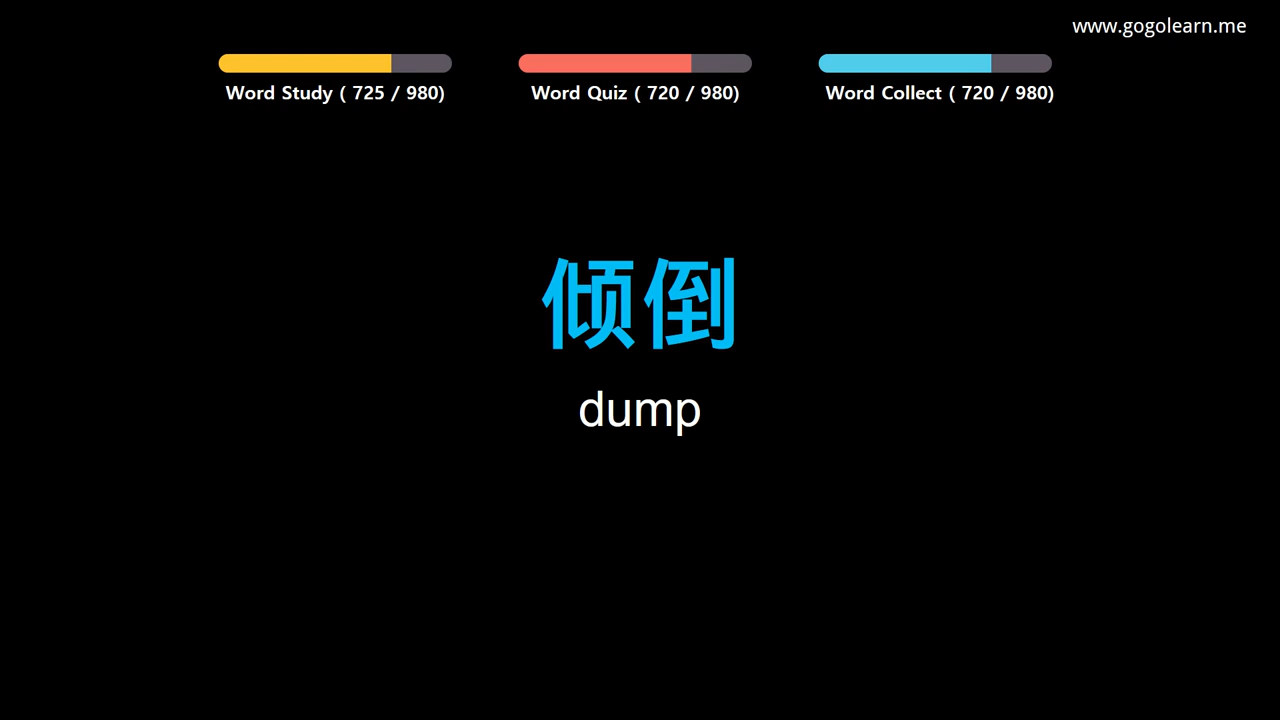 www.gogolearn.me
Word Study ( 725 / 980)
Word Quiz ( 720 / 980)
Word Collect ( 720 / 980)
倾倒
dump